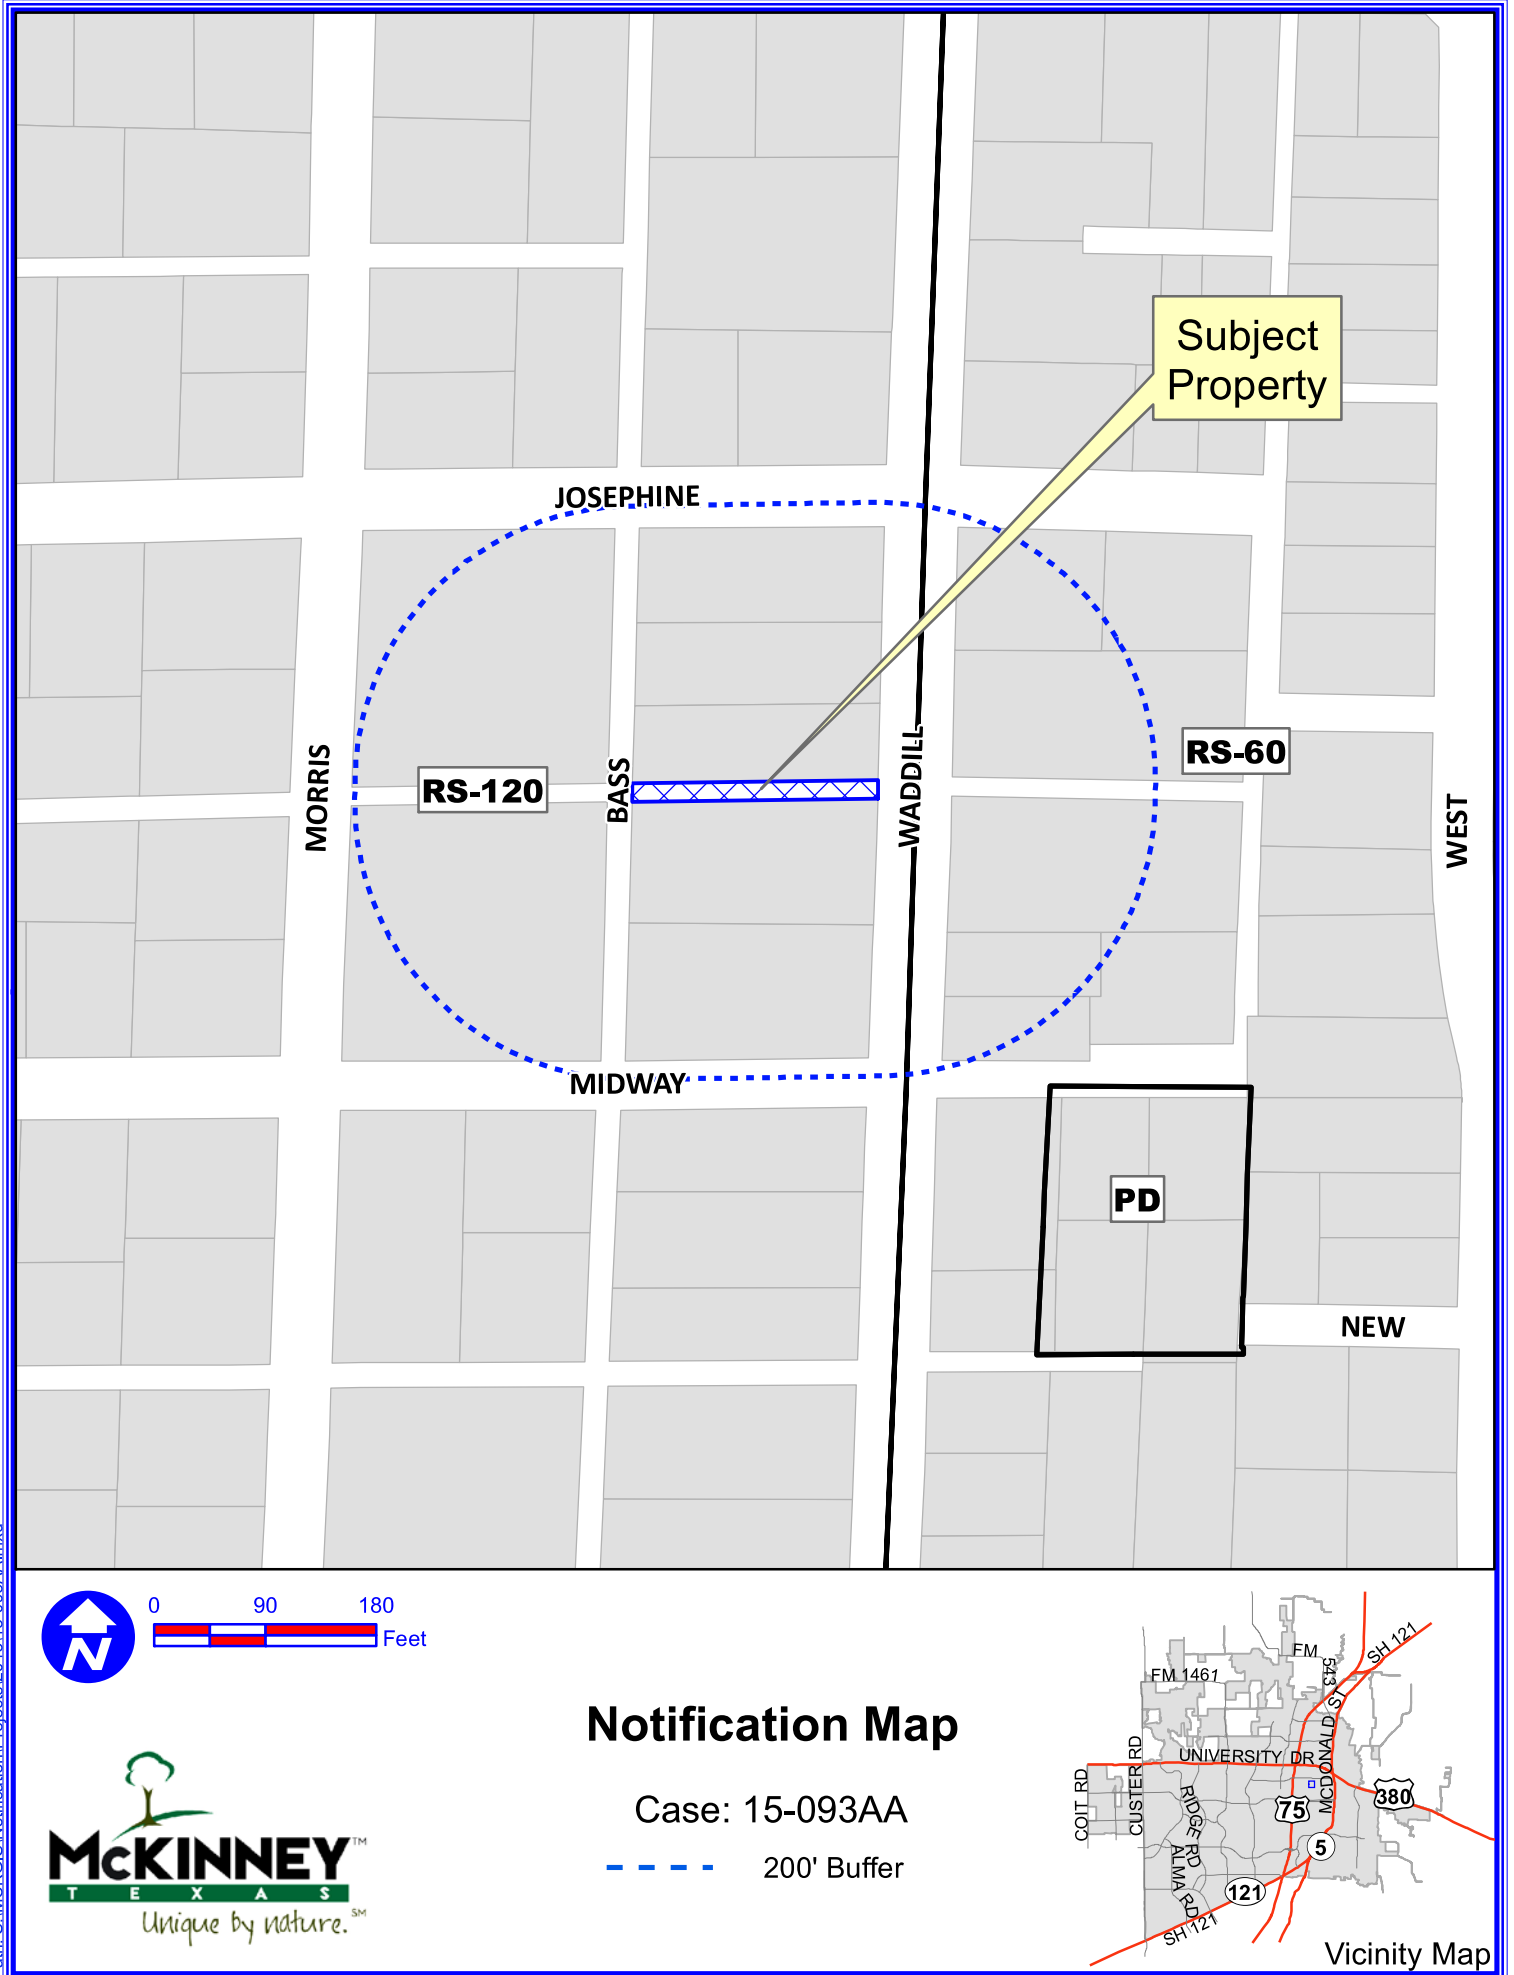 Subject
Property
JOSEPHINE
MORRIS
RS-120
BASS
WADDILL
RS-60
WEST
MIDWAY
PD
NEW
0 90 180
Feet
N
Notification Map
Case: 15-093AA
200' Buffer
McKINNEY™
TEXAS
Unique by nature.℠
FM 1461
FM
543
SH 121
MCDONALD ST
UNIVERSITY DR
COIT RD
CUSTER RD
RIDGE RD
ALMA RD
75
380
5
121
SH 121
Vicinity Map